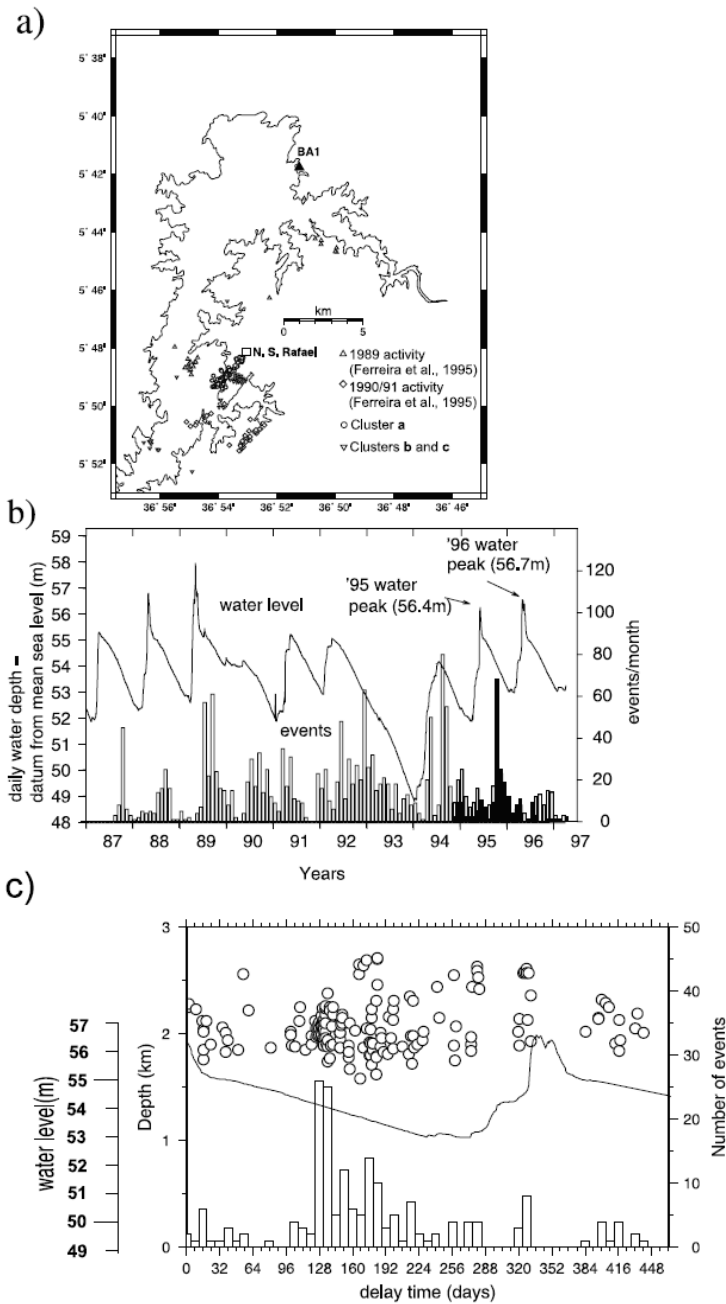 a)
5° 38'
5° 40'
5° 42'
5° 44'
5° 46'
5° 48'
5° 50'
5° 52'
BA1
km
0 5
N. S. Rafael
1989 activity
(Ferreira et al., 1995)
1990/91 activity
(Ferreira et al., 1995)
Cluster a
Clusters b and c
36° 56' 36° 54' 36° 52' 36° 50' 36° 48' 36° 46'
b)
daily water depth –
datum from mean sea level (m)
59
58
57
56
55
54
53
52
51
50
49
48
water level
events
'95 water
peak (56.4m)
'96 water
peak (56.7m)
120
100
80
60
40
20
0
events/month
87 88 89 90 91 92 93 94 95 96 97
Years
c)
water level(m)
57
56
55
54
53
52
51
50
49
Depth (km)
3
2
1
0
50
40
30
20
10
0
Number of events
0 32 64 96 128 160 192 224 256 288 320 352 384 416 448
delay time (days)